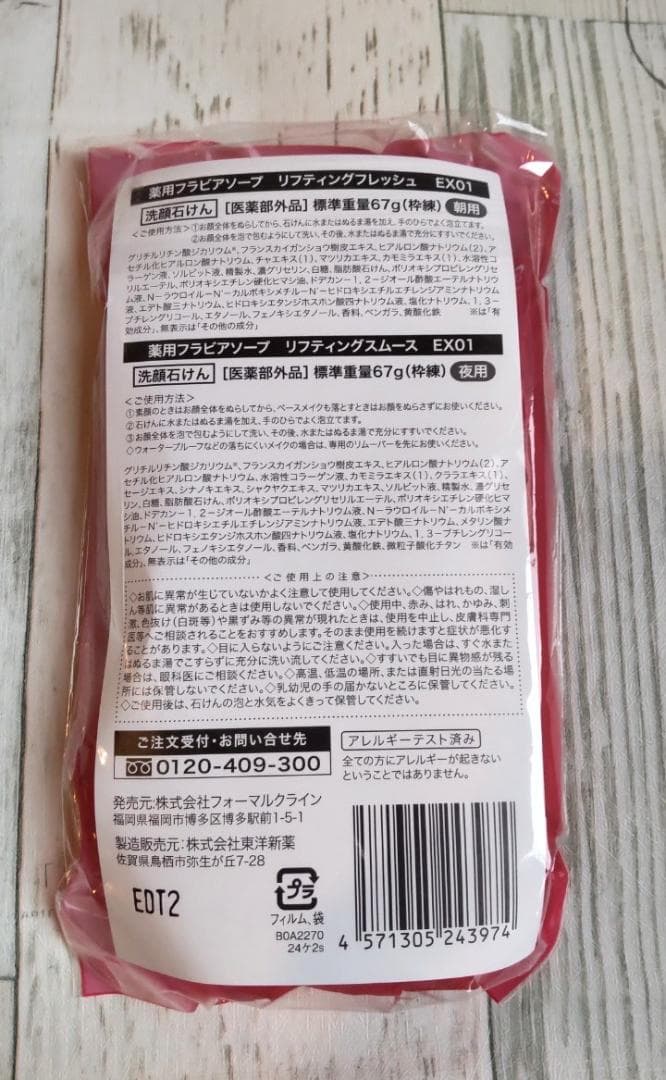 薬用フラビアソープ リフティングフレッシュ EX01
洗顔石けん [医薬部外品] 標準重量67g(枠練) 朝用
<ご使用方法>①お顔全体をぬらしてから、石けんに水またはぬるま湯を加え、手のひらでよく泡立てます。
②お顔全体を泡で包むようにして洗い、その後、水またはぬるま湯で充分にすすいでください。
グリチルリチン酸ジカリウム*、フランスカイガンショウ樹皮エキス、ヒアルロン酸ナトリウム(2)、ア
セチル化ヒアルロン酸ナトリウム、チャエキス(1)、マツリカエキス、カモミラエキス(1)、水溶性コ
ラーゲン液、ソルビット液、精製水、濃グリセリン、白糖、脂肪酸石けん、ポリオキシプロピレングリセ
リルエーテル、ポリオキシエチレン硬化ヒマシ油、ドデカン-1,2-ジオール酢酸エーテルナトリウ
ム液、N-ラウロイル-N'-カルボキシメチル-N'-ヒドロキシエチルエチレンジアミンナトリウム
液、エデト酸三ナトリウム、ヒドロキシエタンジホスホン酸四ナトリウム液、塩化ナトリウム、1,3-ブ
チレングリコール、エタノール、フェノキシエタノール、香料、ベンガラ、黄酸化鉄 ※は「有
効成分」、無表示は「その他の成分」
薬用フラビアソープ リフティングスムース EX01
洗顔石けん [医薬部外品] 標準重量67g(枠練) 夜用
<ご使用方法>
①素顔のときはお顔全体をぬらしてから、ベースメイクも落とすときはお顔をぬらさずにお使いください。
②石けんに水またはぬるま湯を加え、手のひらでよく泡立てます。
③お顔全体を泡で包むようにして洗い、その後、水またはぬるま湯で充分にすすいでください。
◇ウォータープルーフなどの落ちにくいメイクの場合は、専用のリムーバーを先にお使いください。
グリチルリチン酸ジカリウム*、フランスカイガンショウ樹皮エキス、ヒアルロン酸ナトリウム(2)、ア
セチル化ヒアルロン酸ナトリウム、水溶性コラーゲン液、カモミラエキス(1)、クララエキス(1)、
セージエキス、シナノキエキス、シャクヤクエキス、マツリカエキス、ソルビット液、精製水、濃グリセ
リン、白糖、脂肪酸石けん、ポリオキシプロピレングリセリルエーテル、ポリオキシエチレン硬化ヒマ
シ油、ドデカン-1,2-ジオール酢酸エーテルナトリウム液、N-ラウロイル-N'-カルボキシメ
チル-N'-ヒドロキシエチルエチレンジアミンナトリウム液、エデト酸三ナトリウム、メタリン酸ナ
トリウム、ヒドロキシエタンジホスホン酸四ナトリウム液、塩化ナトリウム、1,3-ブチレングリコー
ル、エタノール、フェノキシエタノール、香料、ベンガラ、黄酸化鉄、微粒子酸化チタン ※は「有効
成分」、無表示は「その他の成分」
<ご使用上の注意>
◇お肌に異常が生じていないかよく注意して使用してください。◇傷やはれもの、湿し
ん等肌に異常があるときは使用しないでください。◇使用中、赤み、はれ、かゆみ、刺
激、色抜け(白斑等)や黒ずみ等の異常が現れたときは、使用を中止し、皮膚科専門
医等へご相談されることをおすすめします。そのまま使用を続けますと症状が悪化す
ることがあります。◇目に入らないようにご注意ください。入った場合は、すぐ水また
はぬるま湯でこすらずに充分に洗い流してください。◇すすいでも目に異物感が残る
場合は、眼科医にご相談ください。◇高温、低温の場所、または直射日光の当たる場
所には保管しないでください。◇乳幼児の手の届かないところに保管してください。
◇ご使用後は、石けんの泡と水気をよくきって保管してください。
ご注文受付・お問い合せ先
0120-409-300
アレルギーテスト済み
全ての方にアレルギーが起きない
ということではありません。
発売元:株式会社フォーマルクライン
福岡県福岡市博多区博多駅前1-5-1
製造販売元:株式会社東洋新薬
佐賀県鳥栖市弥生が丘7-28
EDT2
プラ
フィルム、袋
B0A2270
24ケ2s
4 571305 243974